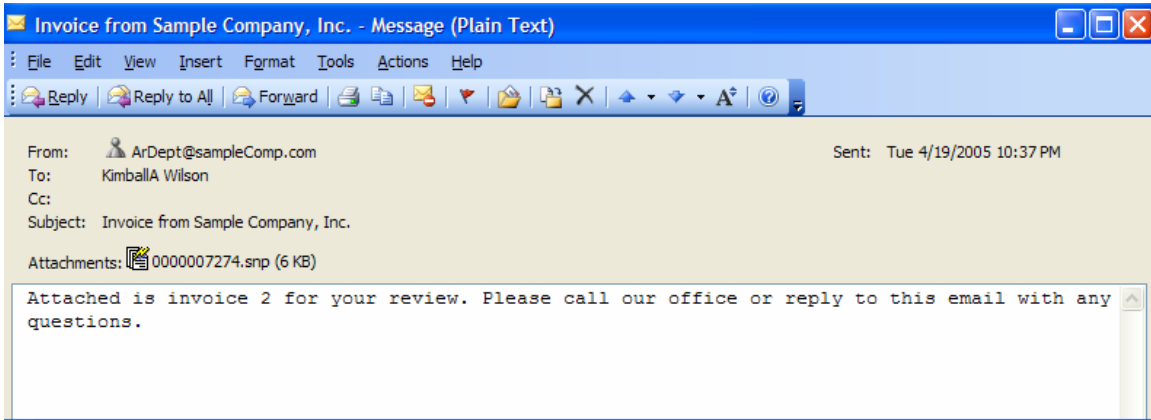 Invoice from Sample Company, Inc. - Message (Plain Text)
File Edit View Insert Format Tools Actions Help
Reply Reply to All Forward
From: ArDept@sampleComp.com Sent: Tue 4/19/2005 10:37 PM
To: KimballA Wilson
Cc:
Subject: Invoice from Sample Company, Inc.
Attachments: 0000007274.snp (6 KB)
Attached is invoice 2 for your review. Please call our office or reply to this email with any
questions.